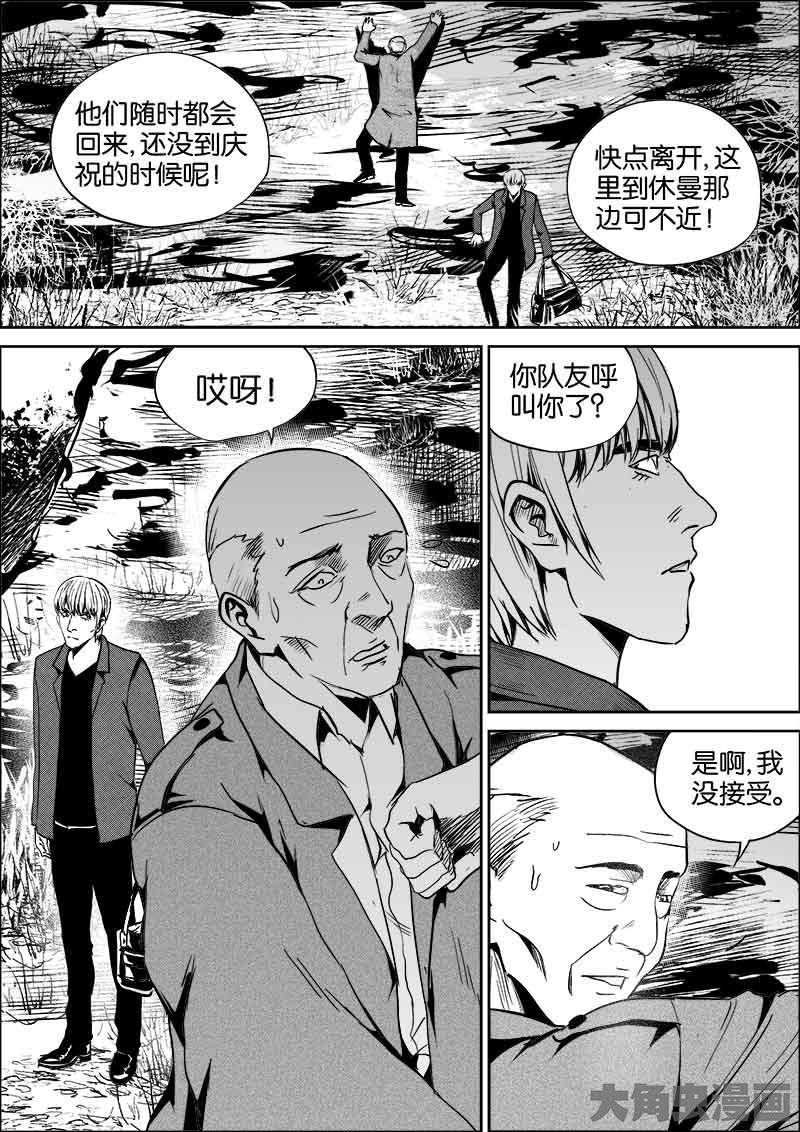 他们随时都会
回来,还没到庆
祝的时候呢!
快点离开,这
里到休曼那
边可不近!
哎呀!
你队友呼
叫你了?
是啊,我
没接受。
大角虫漫画